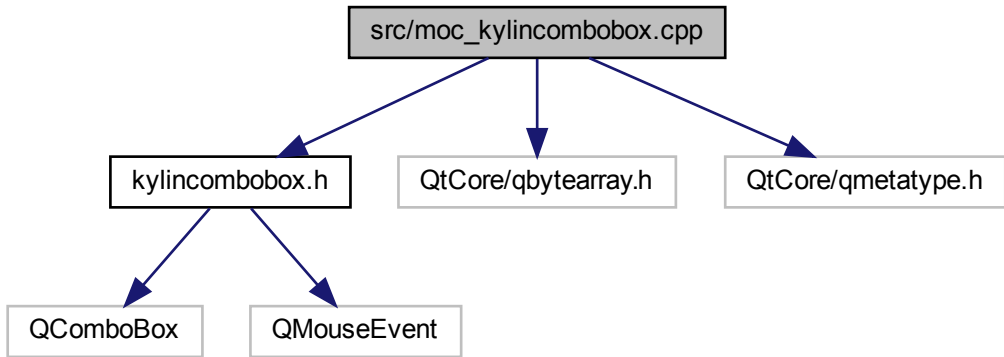 src/moc_kylincombobox.cpp
kylincombobox.h
QtCore/qbytearray.h
QtCore/qmetatype.h
QComboBox
QMouseEvent